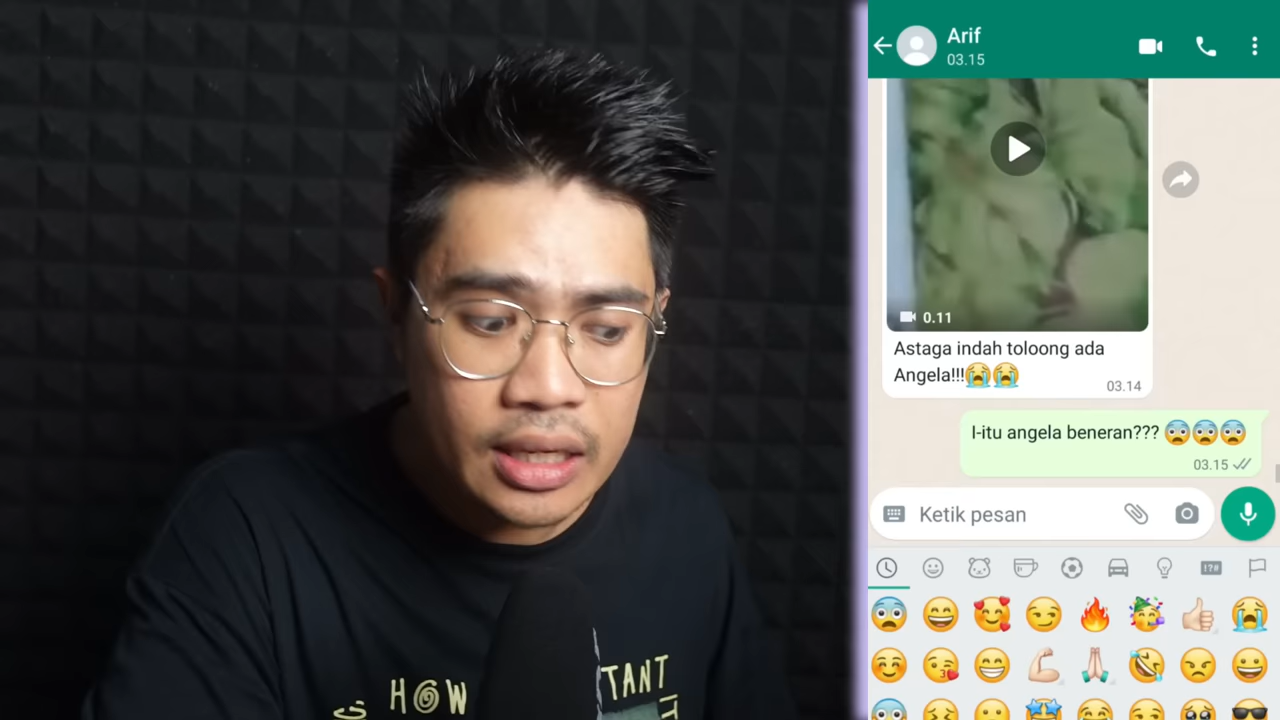 Arif
03.15
0.11
Astaga indah toloong ada
Angela!!!😭😭
03.14
I-itu angela beneran??? 😨😨😨
03.15
Ketik pesan
!?#
HOW
TANT